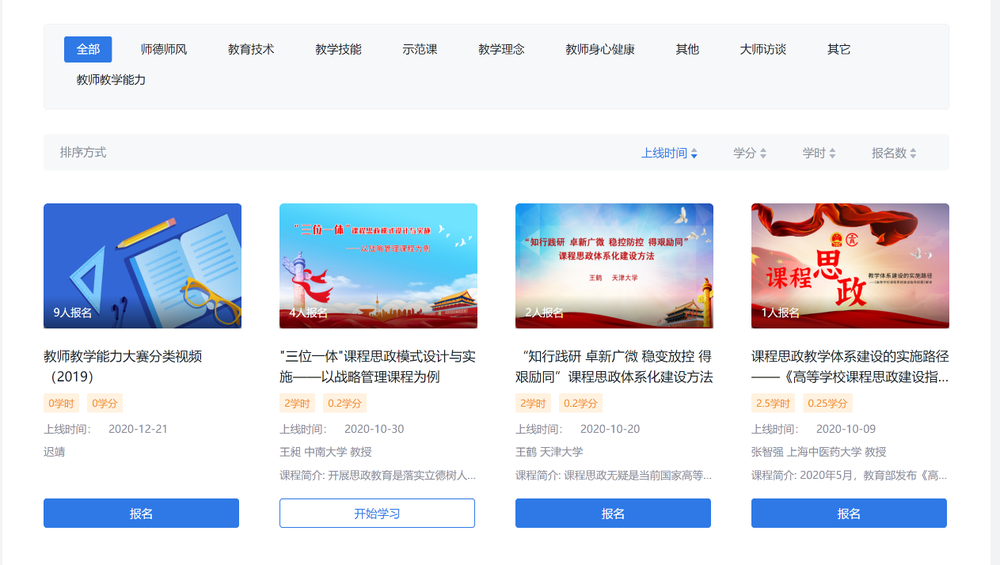 全部 师德师风 教育技术 教学技能 示范课 教学理念 教师身心健康 其他 大师访谈 其它
教师教学能力
排序方式 上线时间 学分 学时 报名数
9人报名
教师教学能力大赛分类视频
（2019）
0学时 0学分
上线时间： 2020-12-21
迟靖
报名
“三位一体”课程思政模式设计与实施
——以战略管理课程为例
4人报名
"三位一体"课程思政模式设计与实
施——以战略管理课程为例
2学时 0.2学分
上线时间： 2020-10-30
王昶 中南大学 教授
课程简介: 开展思政教育是落实立德树人...
开始学习
“知行践研 卓新广微 稳控防控 得艰励同”
课程思政体系化建设方法
王鹤 天津大学
2人报名
“知行践研 卓新广微 稳变放控 得
艰励同”课程思政体系化建设方法
2学时 0.2学分
上线时间： 2020-10-20
王鹤 天津大学
课程简介: 课程思政无疑是当前国家高等...
报名
课程思政
教学体系建设的实施路径
1人报名
课程思政教学体系建设的实施路径
——《高等学校课程思政建设指...
2.5学时 0.25学分
上线时间： 2020-10-09
张智强 上海中医药大学 教授
课程简介: 2020年5月，教育部发布《高...
报名